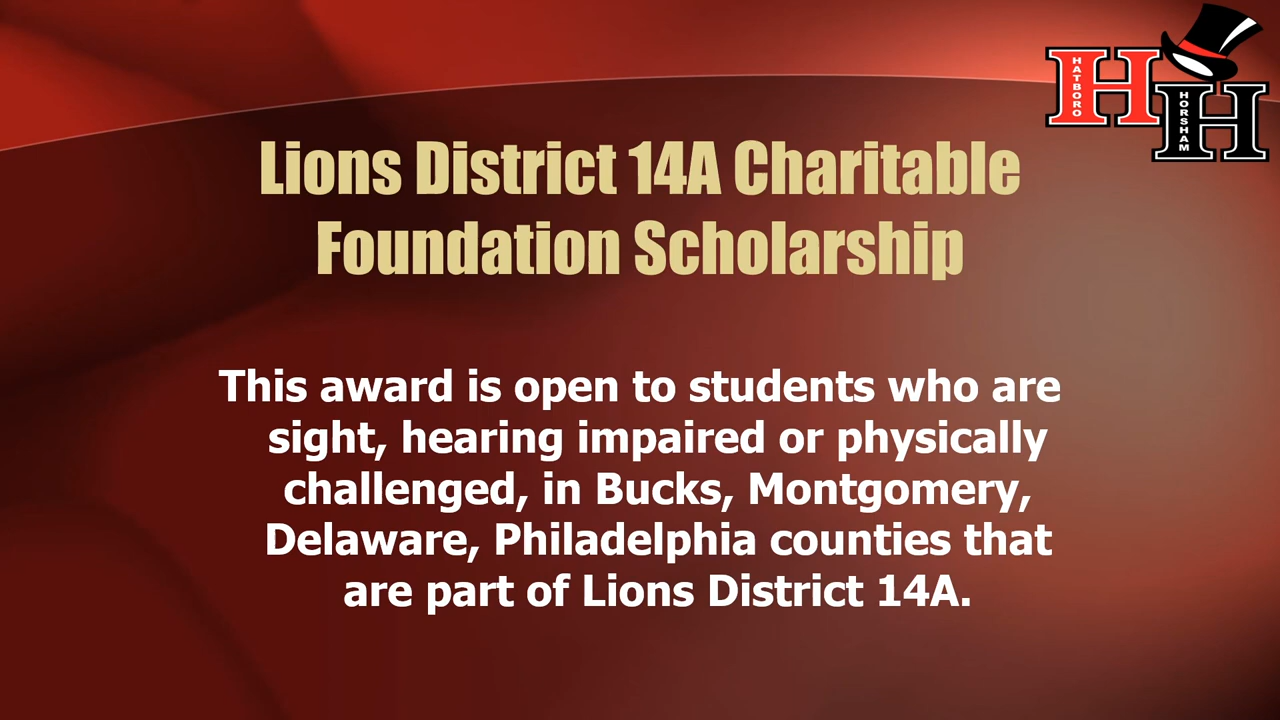 H HATBORO
H HORSHAM
Lions District 14A Charitable
Foundation Scholarship
This award is open to students who are
sight, hearing impaired or physically
challenged, in Bucks, Montgomery,
Delaware, Philadelphia counties that
are part of Lions District 14A.